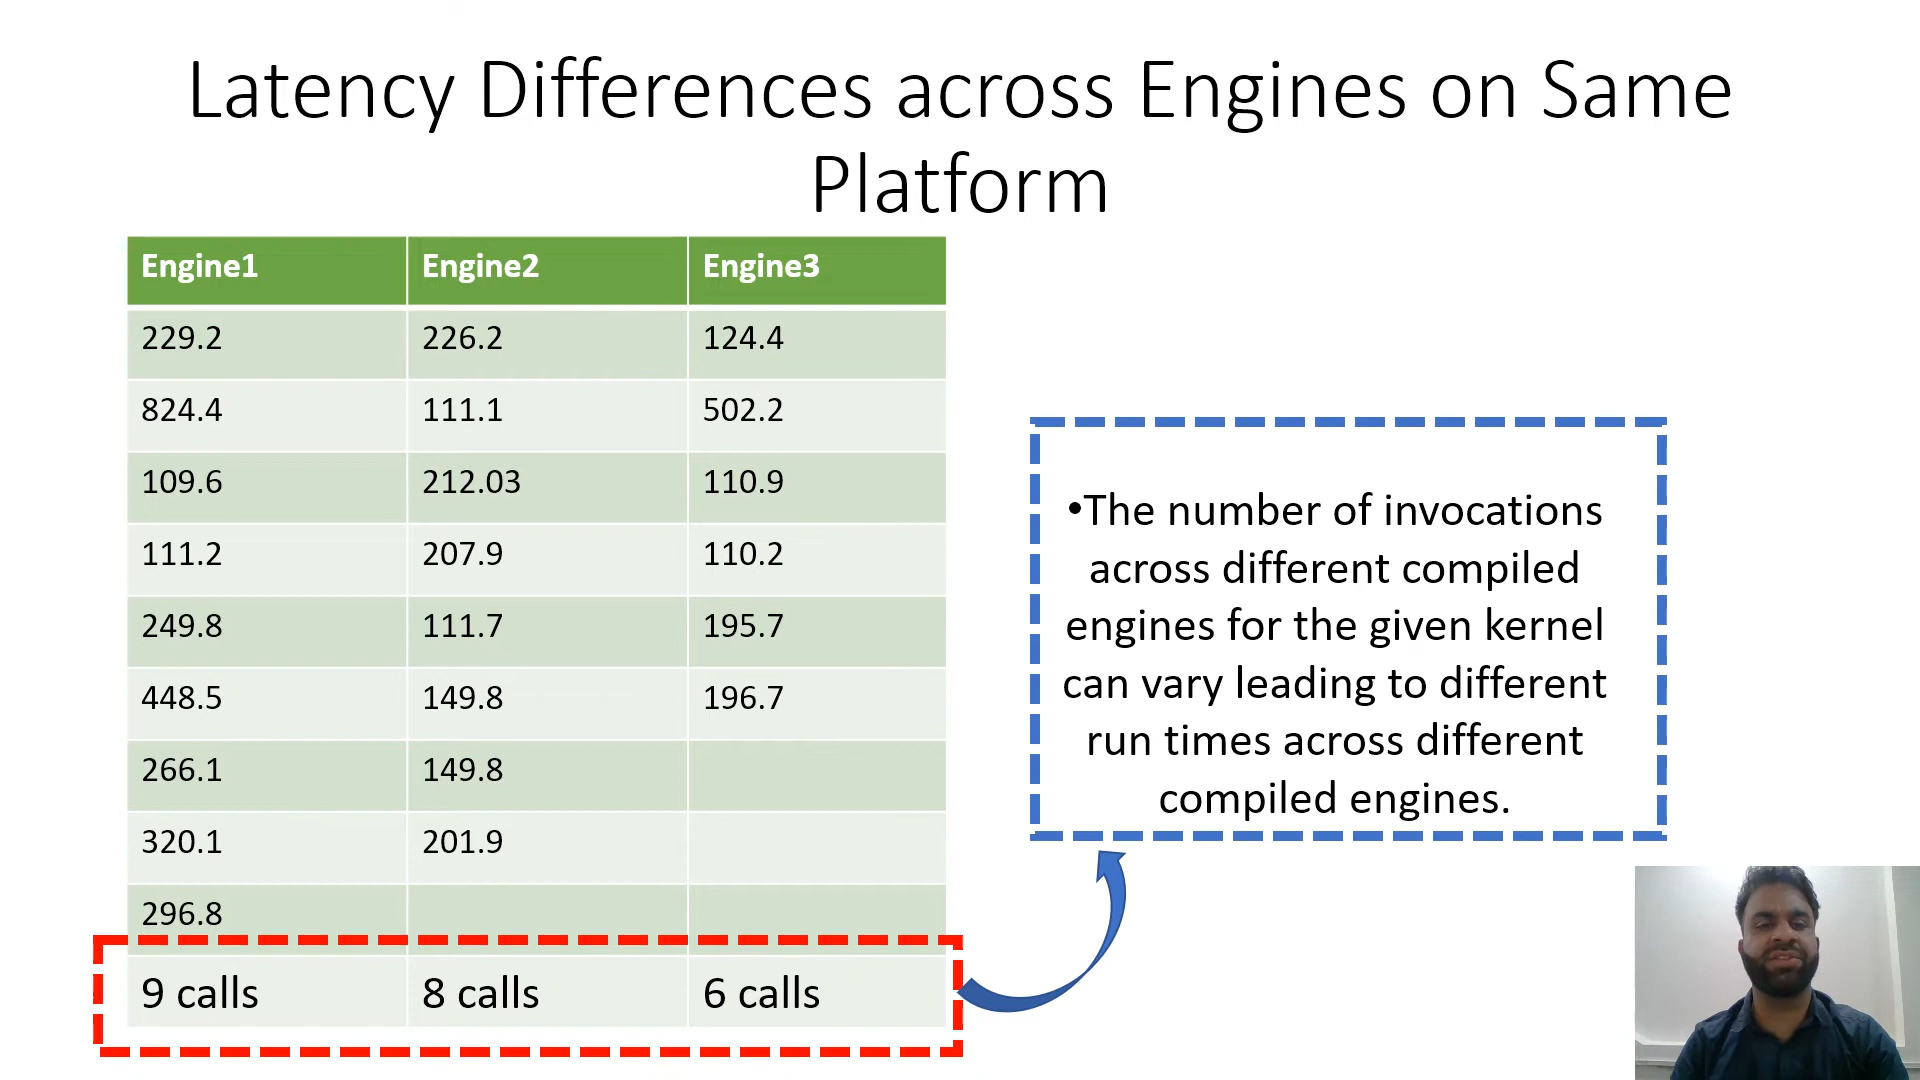 Latency Differences across Engines on Same
Platform
Engine1 Engine2 Engine3
229.2 226.2 124.4
824.4 111.1 502.2
109.6 212.03 110.9
111.2 207.9 110.2
249.8 111.7 195.7
448.5 149.8 196.7
266.1 149.8
320.1 201.9
296.8
9 calls 8 calls 6 calls
•The number of invocations
across different compiled
engines for the given kernel
can vary leading to different
run times across different
compiled engines.